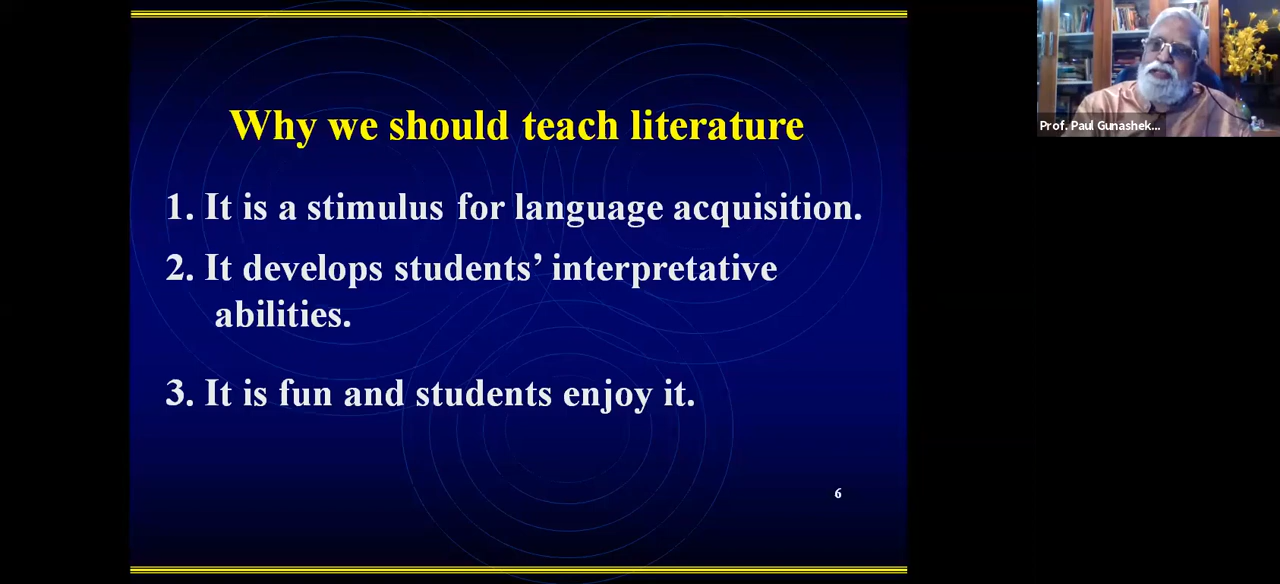 Why we should teach literature
1. It is a stimulus for language acquisition.
2. It develops students’ interpretative
abilities.
3. It is fun and students enjoy it.
6
Prof. Paul Gunashek...